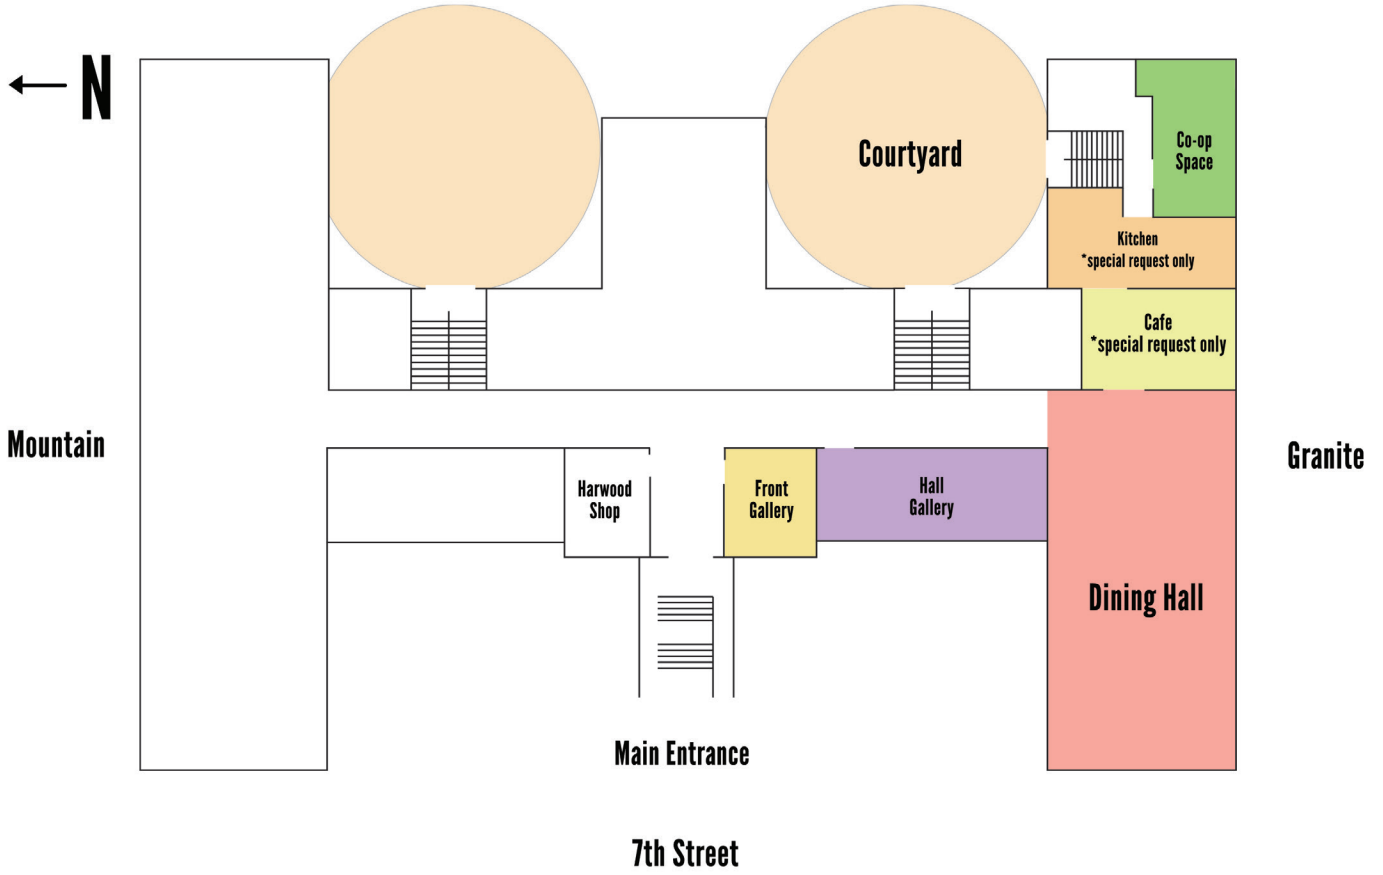 N
Courtyard
Co-op
Space
Kitchen
*special request only
Cafe
*special request only
Mountain
Granite
Harwood
Shop
Front
Gallery
Hall
Gallery
Dining Hall
Main Entrance
7th Street